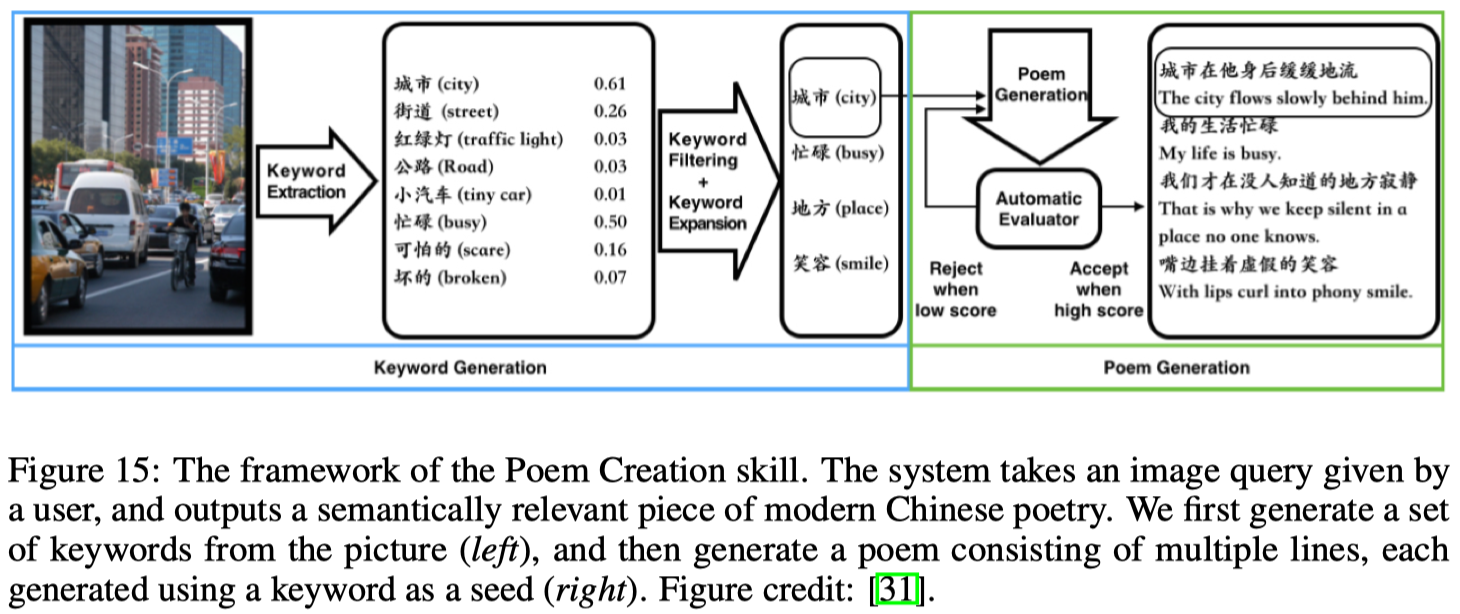 城市 (city) 0.61
街道 (street) 0.26
红绿灯 (traffic light) 0.03
公路 (Road) 0.03
小汽车 (tiny car) 0.01
忙碌 (busy) 0.50
可怕的 (scare) 0.16
坏的 (broken) 0.07
Keyword
Extraction
Keyword
Filtering
+
Keyword
Expansion
城市 (city)
忙碌 (busy)
地方 (place)
笑容 (smile)
Keyword Generation
Poem
Generation
Automatic
Evaluator
Reject
when
low score
Accept
when
high score
城市在他身后缓缓地流
The city flows slowly behind him.
我的生活忙碌
My life is busy.
我们才在没人知道的地方寂静
That is why we keep silent in a
place no one knows.
嘴边挂着虚假的笑容
With lips curl into phony smile.
Poem Generation
Figure 15: The framework of the Poem Creation skill. The system takes an image query given by
a user, and outputs a semantically relevant piece of modern Chinese poetry. We first generate a set
of keywords from the picture (left), and then generate a poem consisting of multiple lines, each
generated using a keyword as a seed (right). Figure credit: [31].